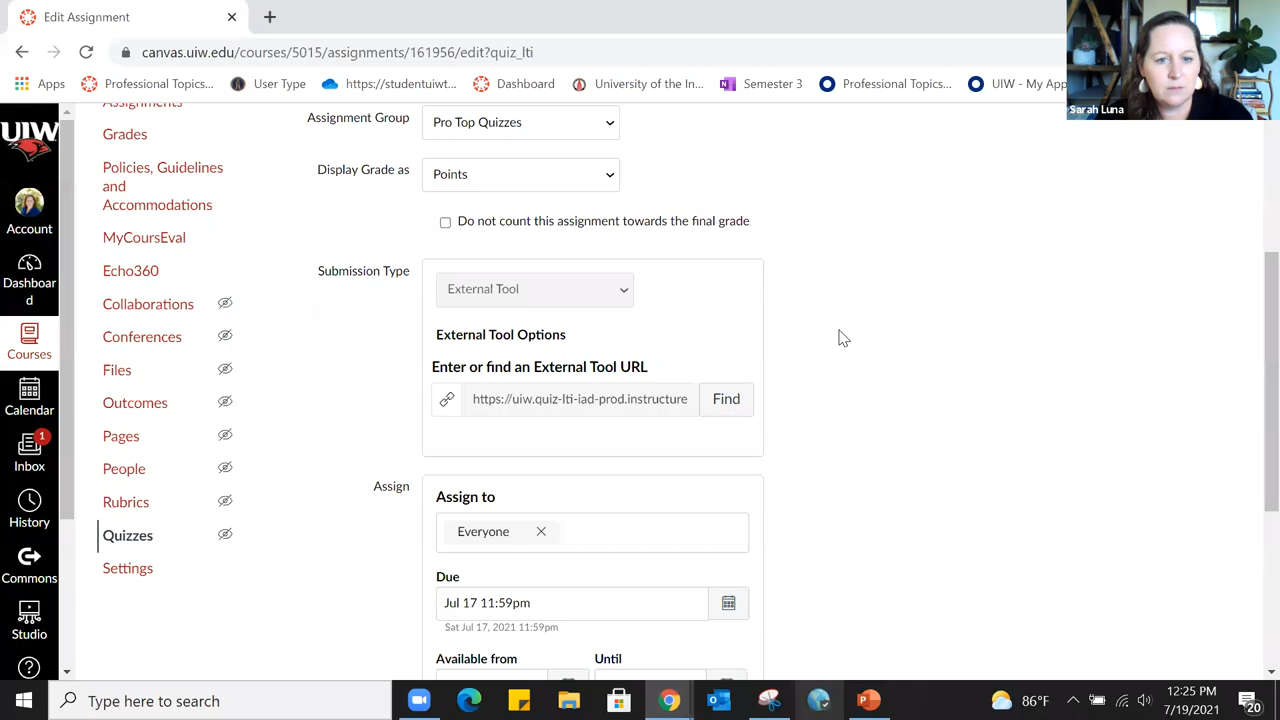 Edit Assignment
canvas.uiw.edu/courses/5015/assignments/161956/edit?quiz_lti
Apps
Professional Topics...
User Type
https://studentuiwt...
Dashb
University of the In...
Semester 3
Professional Topics...
UIW - My App
Sarah Luna
UIW
Account
Dashboar
d
Courses
Calendar
1
Inbox
History
Commons
Studio
Assignments
Grades
Policies, Guidelines
and
Accommodations
MyCoursEval
Echo360
Collaborations
Conferences
Files
Outcomes
Pages
People
Rubrics
Quizzes
Settings
Assignment Group
Pro Top Quizzes
Display Grade as
Points
Do not count this assignment towards the final grade
Submission Type
External Tool
External Tool Options
Enter or find an External Tool URL
https://uiw.quiz-lti-iad-prod.instructure
Find
Assign
Assign to
Everyone
Due
Jul 17 11:59pm
Sat Jul 17, 2021 11:59pm
Available from
Until
Type here to search
86°F
12:25 PM
7/19/2021
20